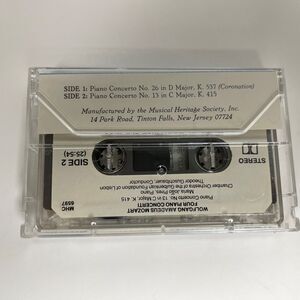 SIDE 1: Piano Concerto No. 26 in D Major, K. 537 (Coronation)
SIDE 2: Piano Concerto No. 13 in C Major, K. 415
Manufactured by the Musical Heritage Society, Inc.
14 Park Road, Tinton Falls, New Jersey 07724
WOLFGANG AMADEUS MOZART
FOUR PIANO CONCERTI
Piano Concerto No. 13 in C Major, K. 415
Maria João Pires, Piano
Chamber Orchestra of the Gulbenkian Foundation of Lisbon
Theodor Guschlbauer, Conductor
MHC
6597
SIDE 2
(25:54)
STEREO